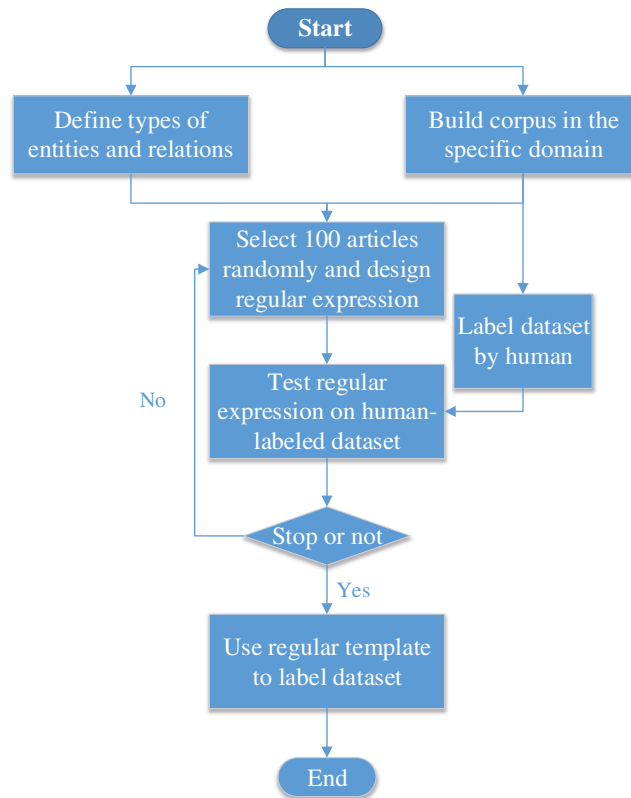 Start
Define types of
entities and relations
Build corpus in the
specific domain
Select 100 articles
randomly and design
regular expression
Label dataset
by human
Test regular
expression on human-
labeled dataset
No
Stop or not
Yes
Use regular template
to label dataset
End